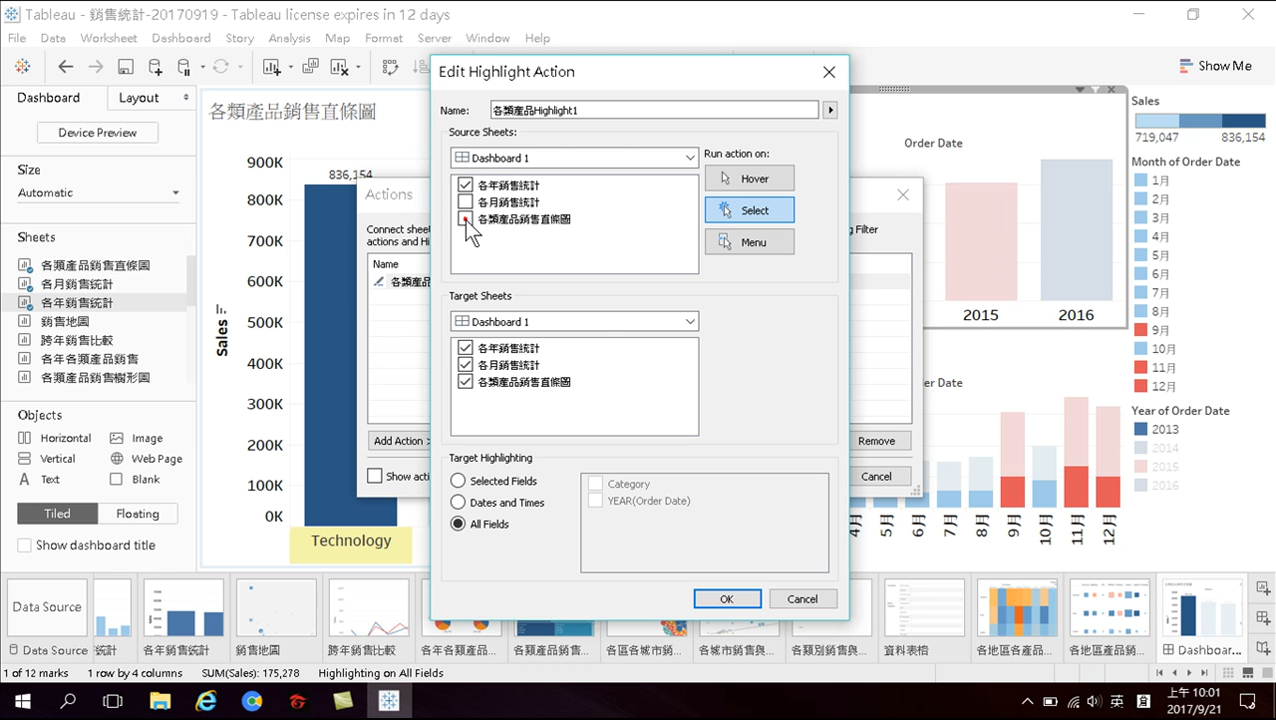 Tableau - 銷售統計-20170919 - Tableau license expires in 12 days
File Data Worksheet Dashboard Story Analysis Map Format Server Window Help
Show Me
Dashboard Layout
Device Preview
Size
Automatic
Sheets
各類產品銷售直條圖
各月銷售統計
各年銷售統計
銷售地圖
跨年銷售比較
各年各類產品銷售
各類產品銷售樹形圖
Objects
Horizontal Image
Vertical Web Page
Text Blank
Tiled Floating
Show dashboard title
各類產品銷售直條圖
836,154
900K
800K
700K
600K
500K
400K
300K
200K
100K
0K
Sales
Technology
Actions
Connect shee
actions and Hi
ng Filter
Name
各類產品
Add Action >
Remove
Show acti
Cancel
Edit Highlight Action
Name: 各類產品Highlight1
Source Sheets:
Dashboard 1
各年銷售統計
各月銷售統計
各類產品銷售直條圖
Run action on:
Hover
Select
Menu
Target Sheets
Dashboard 1
各年銷售統計
各月銷售統計
各類產品銷售直條圖
Target Highlighting
Selected Fields
Dates and Times
All Fields
Category
YEAR(Order Date)
OK Cancel
Order Date
2015 2016
der Date
4月 5月 6月 7月 8月 9月 10月 11月 12月
Sales
719,047 836,154
Month of Order Date
1月
2月
3月
4月
5月
6月
7月
8月
9月
10月
11月
12月
Year of Order Date
2013
2014
2015
2016
Data Source
Data Source 統計 各年銷售統計 銷售地圖 跨年銷售比較 各年各類產品... 各類產品銷... 各區各城市銷... 各城市銷售與... 各類別銷售與... 資料表格 各地區各產品... 各地區產品銷... Dashboar...
1 of 12 marks 1 row by 4 columns SUM(Sales): 175,278 Highlighting on All Fields
英
上午 10:01
2017/9/21